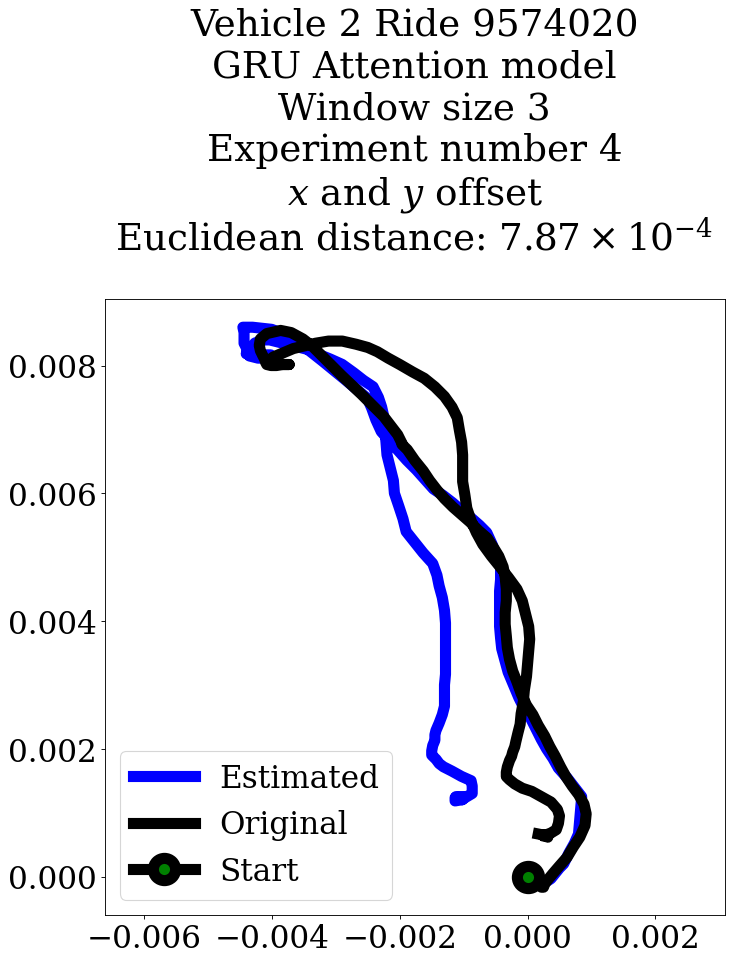 Vehicle 2 Ride 9574020
GRU Attention model
Window size 3
Experiment number 4
x and y offset
Euclidean distance: 7.87 × 10⁻⁴
0.008
0.006
0.004
0.002
0.000
Estimated
Original
Start
−0.006 −0.004 −0.002 0.000 0.002